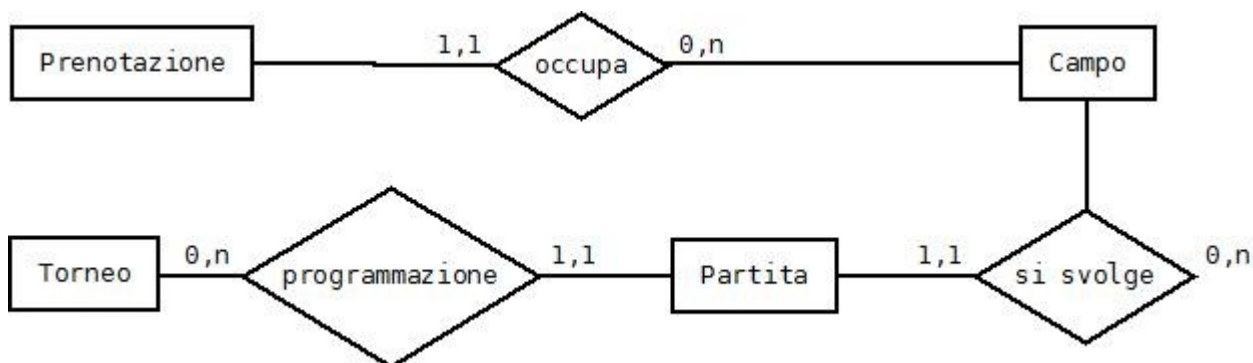 Prenotazione 1,1 occupa 0,n Campo
Torneo 0,n programmazione 1,1 Partita 1,1 si svolge 0,n